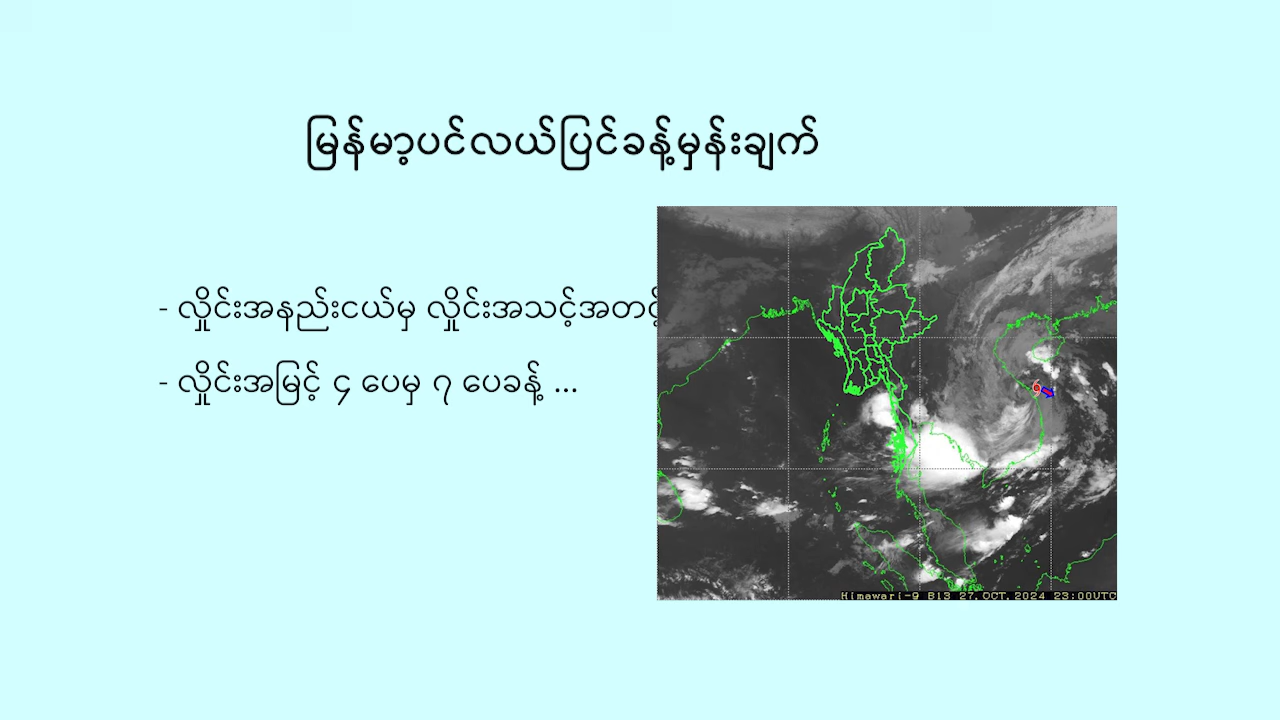 မြန်မာ့ပင်လယ်ပြင်ခန့်မှန်းချက်
- လှိုင်းအနည်းငယ်မှ လှိုင်းအသင့်အတင့်
- လှိုင်းအမြင့် ၄ ပေမှ ၇ ပေခန့် ...
Himawari-9 B13 27.OCT.2024 23:00UTC